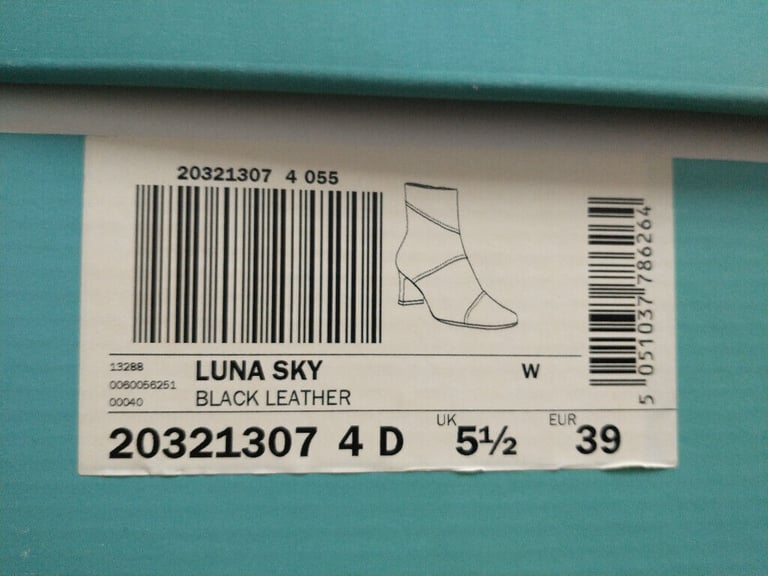 20321307 4 055
13288
0060056251
00040
LUNA SKY
W
BLACK LEATHER
20321307 4 D
UK 5½
EUR 39
5 051037 786264